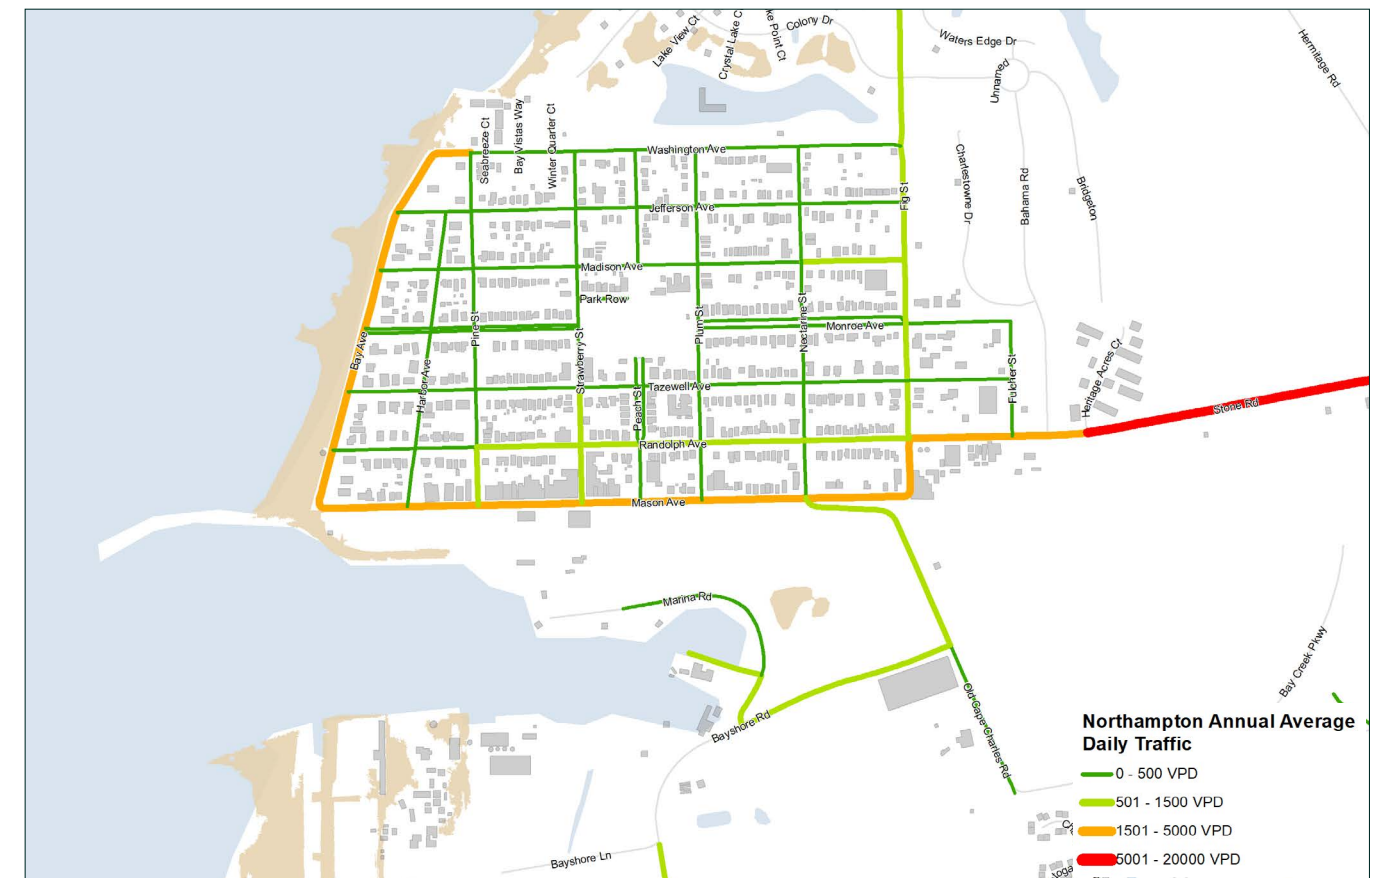 Lake View Ct
Crystal Lake C
ke Point Ct
Colony Dr
Waters Edge Dr
Unnamed
Hermitage Rd
Seabreeze Ct
Bay Vistas Way
Winter Quarter Ct
Washington Ave
Charlestowne Dr
Bahama Rd
Bridgeton
Fig St
Jefferson Ave
Madison Ave
Park Row
Pine St
Plum St
Nectarine St
Monroe Ave
Bay Ave
Harbor Ave
Strawberry St
Peach St
Tazewell Ave
Fulcher St
Heritage Acres Ct
Stone Rd
Randolph Ave
Mason Ave
Marina Rd
Bayshore Rd
Old Cape Charles Rd
Bay Creek Pkwy
Bayshore Ln
Northampton Annual Average
Daily Traffic
0 - 500 VPD
501 - 1500 VPD
1501 - 5000 VPD
5001 - 20000 VPD